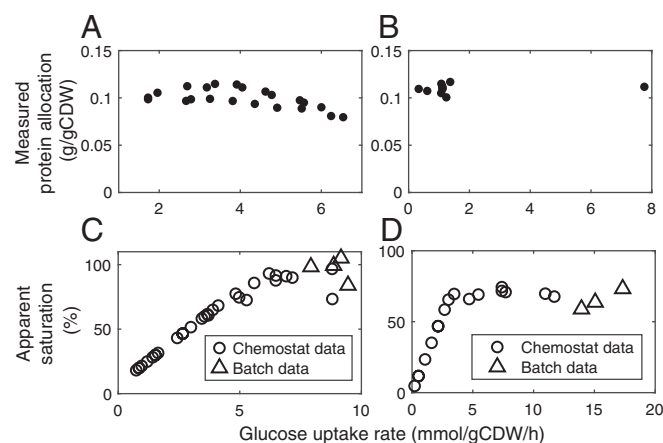 A
B
Measured
protein allocation
(g/gCDW)
0.15
0.1
0.05
0
2 4 6
0.15
0.1
0.05
0
0 2 4 6 8
C
D
Apparent
saturation
(%)
100
50
0
0 5 10
Chemostat data
Batch data
100
50
0
0 5 10 15 20
Chemostat data
Batch data
Glucose uptake rate (mmol/gCDW/h)